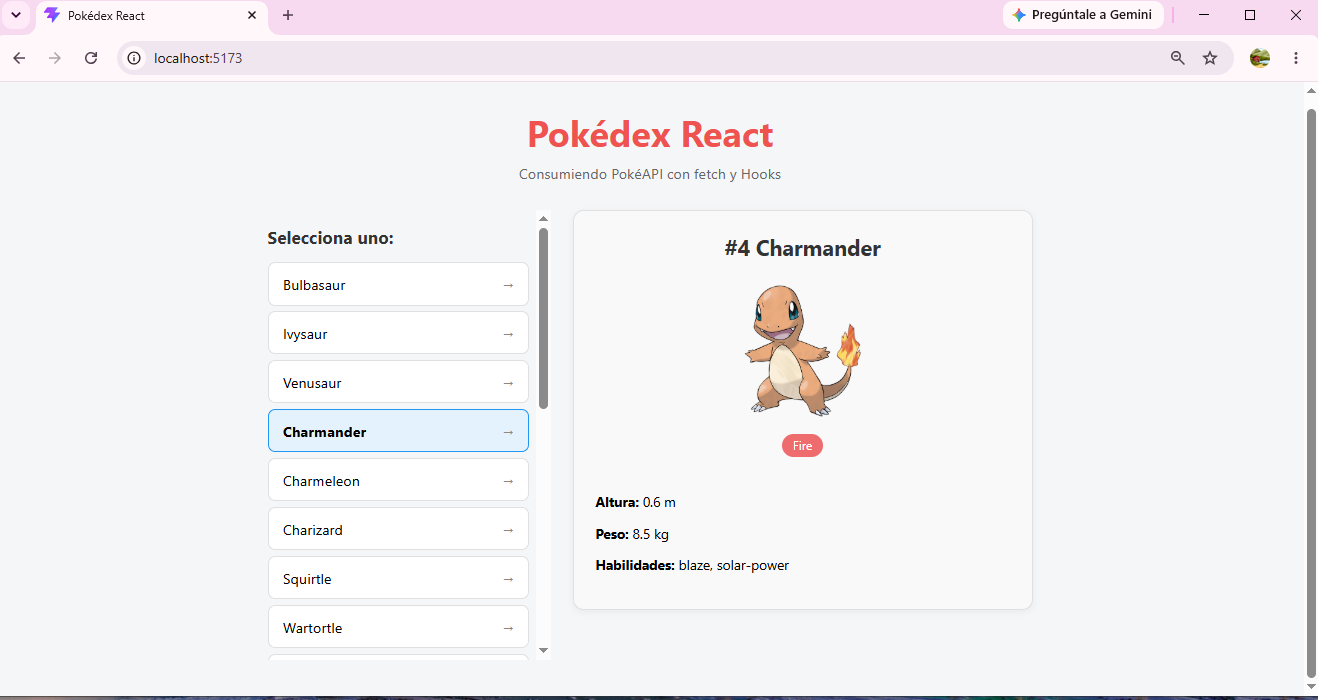 Pokédex React
Pregúntale a Gemini
localhost:5173
Pokédex React
Consumiendo PokéAPI con fetch y Hooks
Selecciona uno:
Bulbasaur →
Ivysaur →
Venusaur →
Charmander →
Charmeleon →
Charizard →
Squirtle →
Wartortle →
#4 Charmander
Fire
Altura: 0.6 m
Peso: 8.5 kg
Habilidades: blaze, solar-power